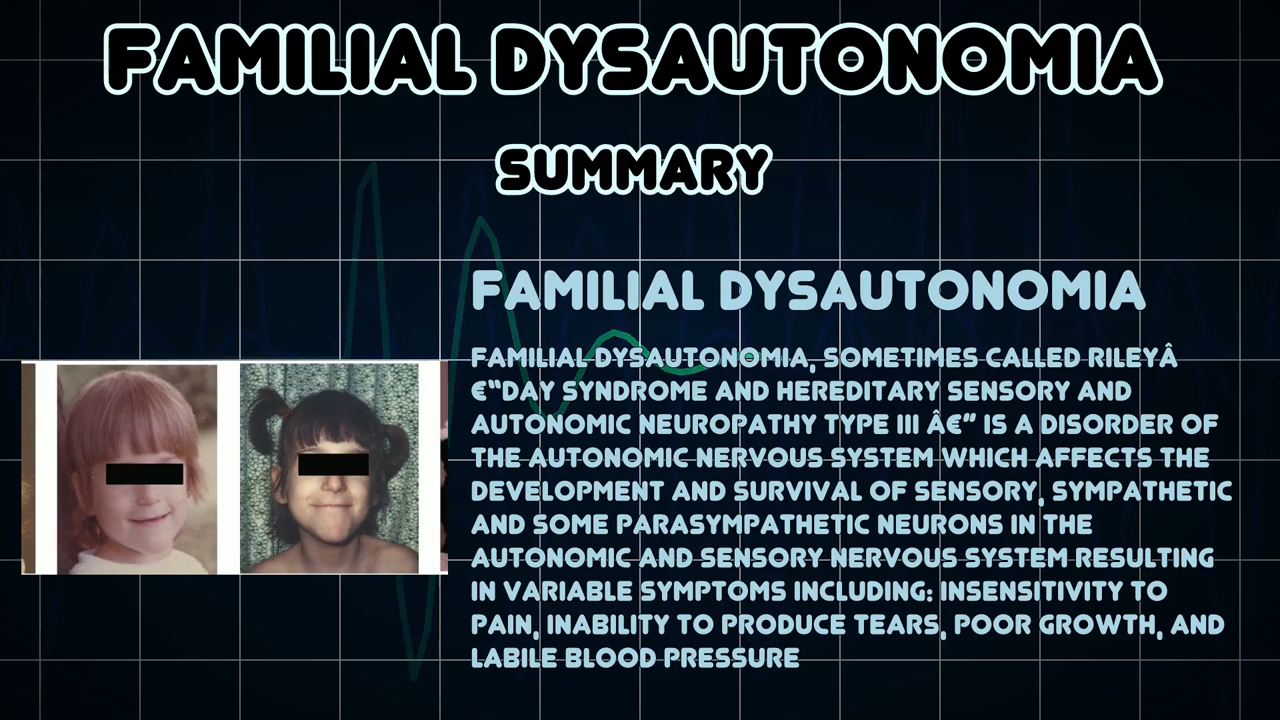 FAMILIAL DYSAUTONOMIA
SUMMARY
FAMILIAL DYSAUTONOMIA
FAMILIAL DYSAUTONOMIA, SOMETIMES CALLED RILEYÂ
€“DAY SYNDROME AND HEREDITARY SENSORY AND
AUTONOMIC NEUROPATHY TYPE III Â€” IS A DISORDER OF
THE AUTONOMIC NERVOUS SYSTEM WHICH AFFECTS THE
DEVELOPMENT AND SURVIVAL OF SENSORY, SYMPATHETIC
AND SOME PARASYMPATHETIC NEURONS IN THE
AUTONOMIC AND SENSORY NERVOUS SYSTEM RESULTING
IN VARIABLE SYMPTOMS INCLUDING: INSENSITIVITY TO
PAIN, INABILITY TO PRODUCE TEARS, POOR GROWTH, AND
LABILE BLOOD PRESSURE